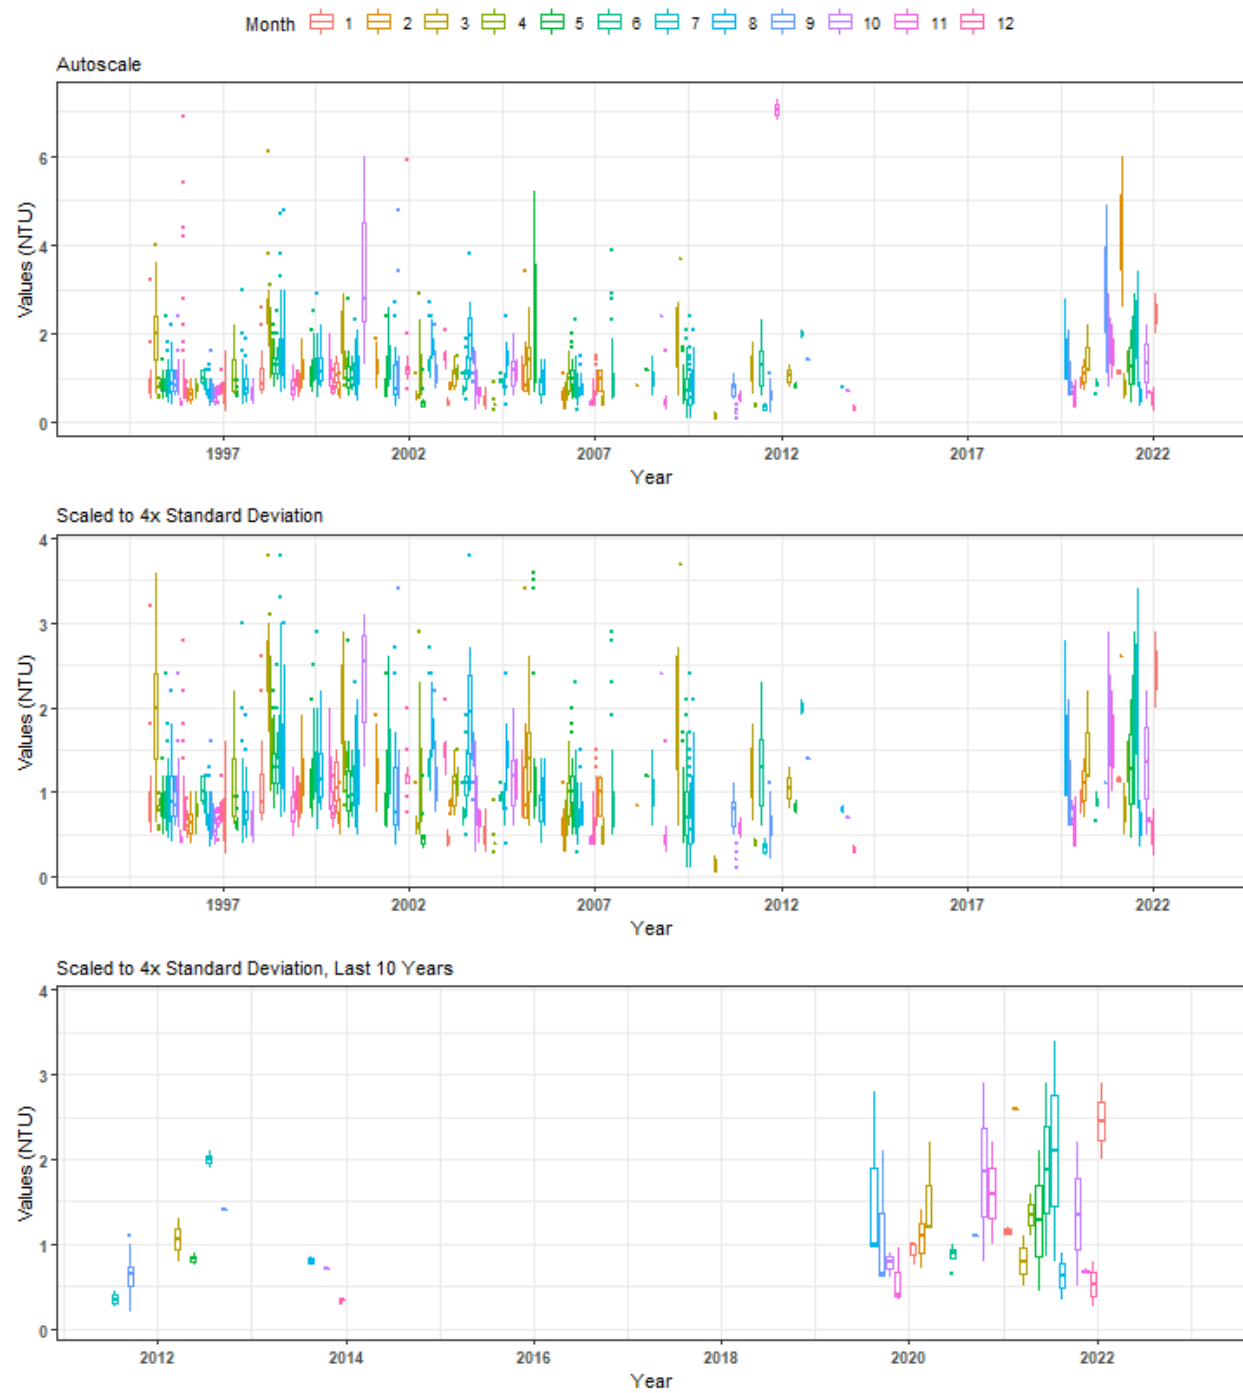 Month 1 2 3 4 5 6 7 8 9 10 11 12
Autoscale
Values (NTU)
6
4
2
0
1997 2002 2007 2012 2017 2022
Year
Scaled to 4x Standard Deviation
Values (NTU)
4
3
2
1
0
1997 2002 2007 2012 2017 2022
Year
Scaled to 4x Standard Deviation, Last 10 Years
Values (NTU)
4
3
2
1
0
2012 2014 2016 2018 2020 2022
Year